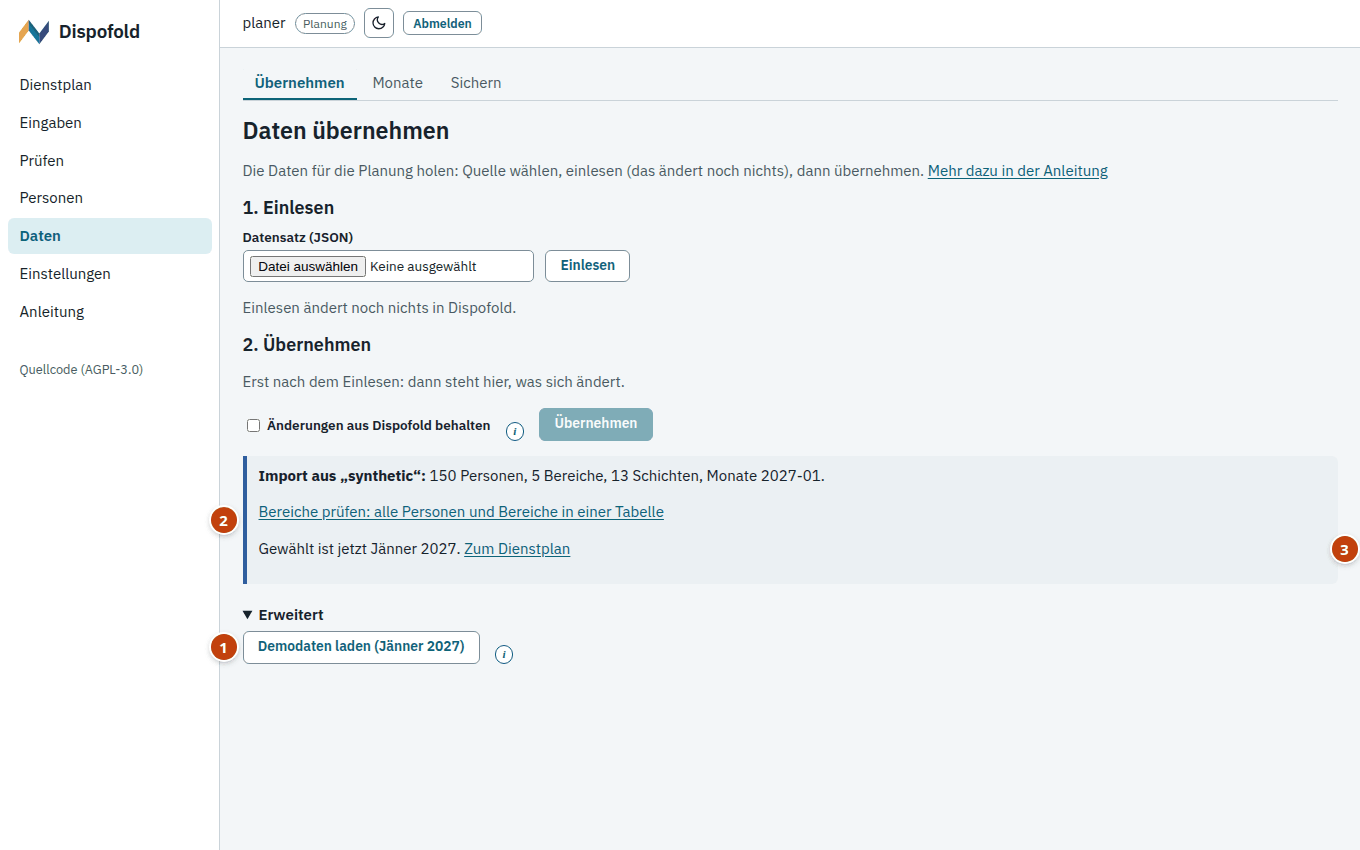 Dispofold
planer Planung Abmelden
Dienstplan
Eingaben
Prüfen
Personen
Daten
Einstellungen
Anleitung
Quellcode (AGPL-3.0)
Übernehmen Monate Sichern
Daten übernehmen
Die Daten für die Planung holen: Quelle wählen, einlesen (das ändert noch nichts), dann übernehmen. Mehr dazu in der Anleitung
1. Einlesen
Datensatz (JSON)
Datei auswählen Keine ausgewählt Einlesen
Einlesen ändert noch nichts in Dispofold.
2. Übernehmen
Erst nach dem Einlesen: dann steht hier, was sich ändert.
Änderungen aus Dispofold behalten i Übernehmen
Import aus „synthetic“: 150 Personen, 5 Bereiche, 13 Schichten, Monate 2027-01.
2 Bereiche prüfen: alle Personen und Bereiche in einer Tabelle
Gewählt ist jetzt Jänner 2027. Zum Dienstplan 3
Erweitert
1 Demodaten laden (Jänner 2027) i